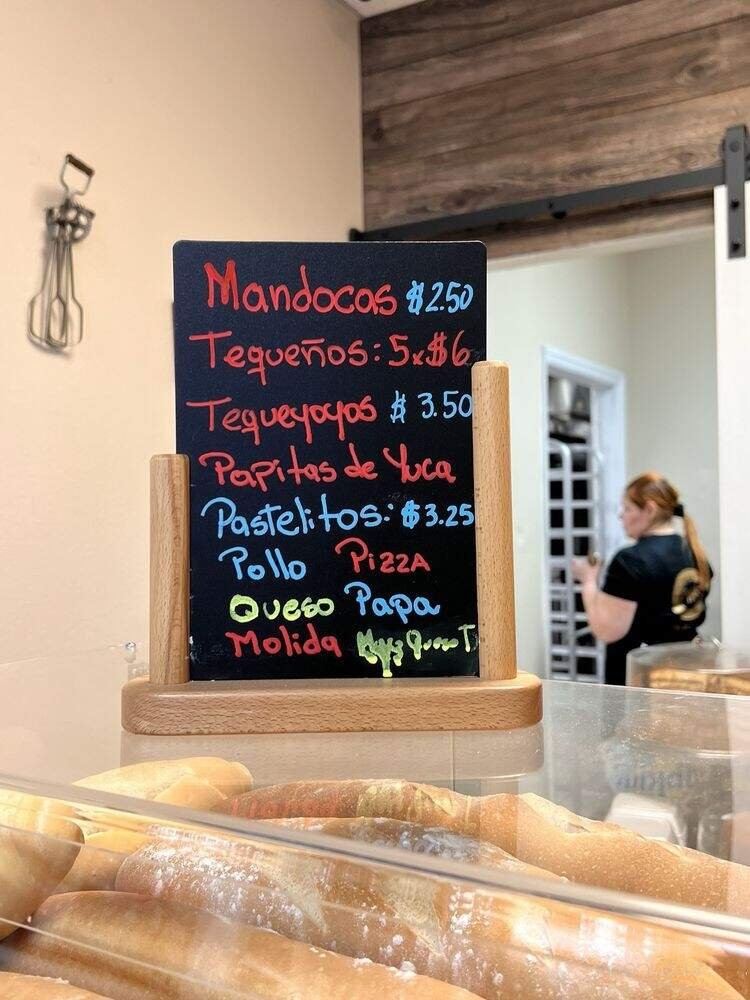 Mandocas $2.50
Tequeños: 5x$6
Tequeyoyos $3.50
Papitas de Yuca
Pastelitos: $3.25
Pollo Pizza
Queso Papa
Molida